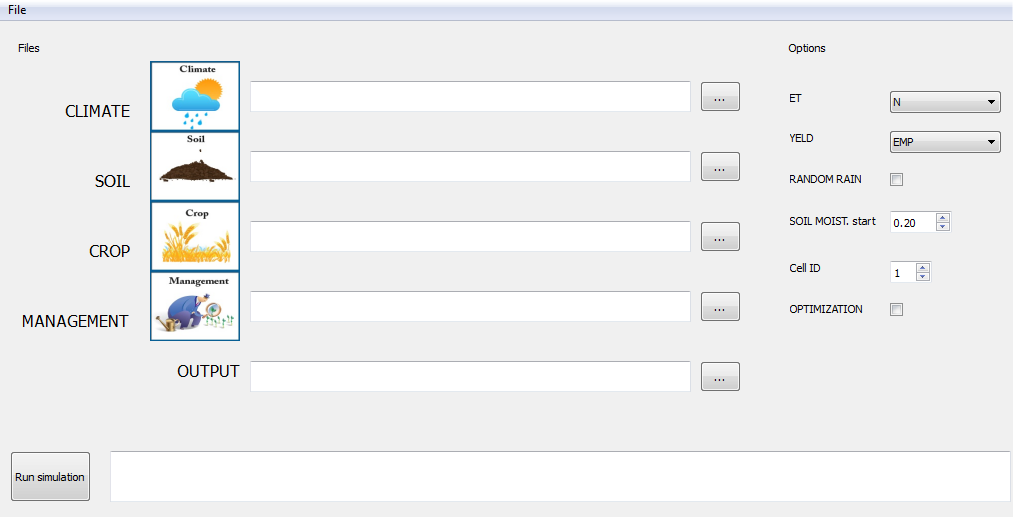 File
Files
Options
Climate
CLIMATE
...
ET
N
Soil
YELD
EMP
SOIL
...
RANDOM RAIN
Crop
SOIL MOIST. start
0.20
CROP
...
Cell ID
1
Management
MANAGEMENT
...
OPTIMIZATION
OUTPUT
...
Run simulation